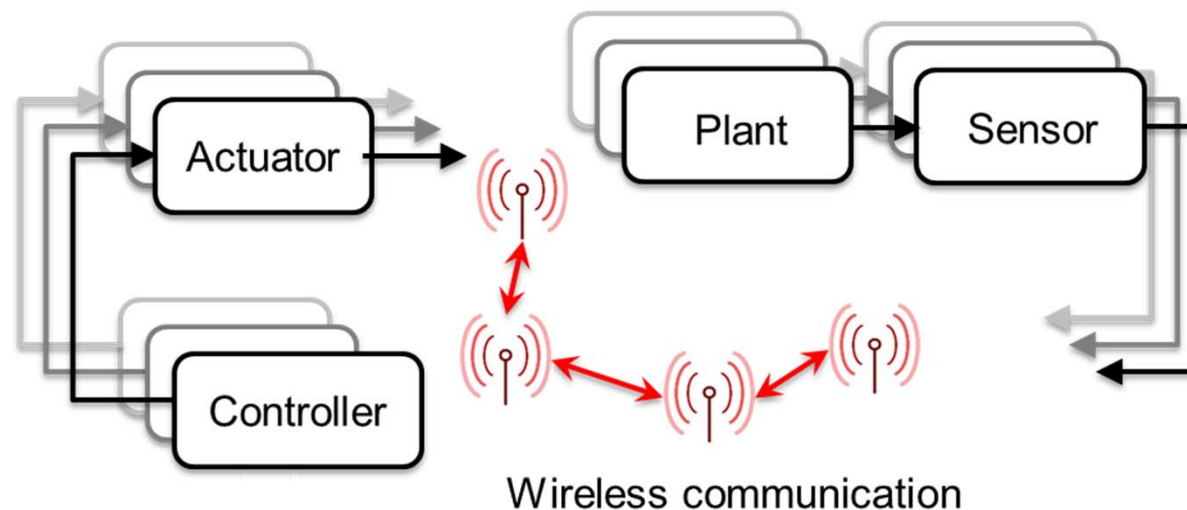 Actuator
Plant
Sensor
Controller
Wireless communication